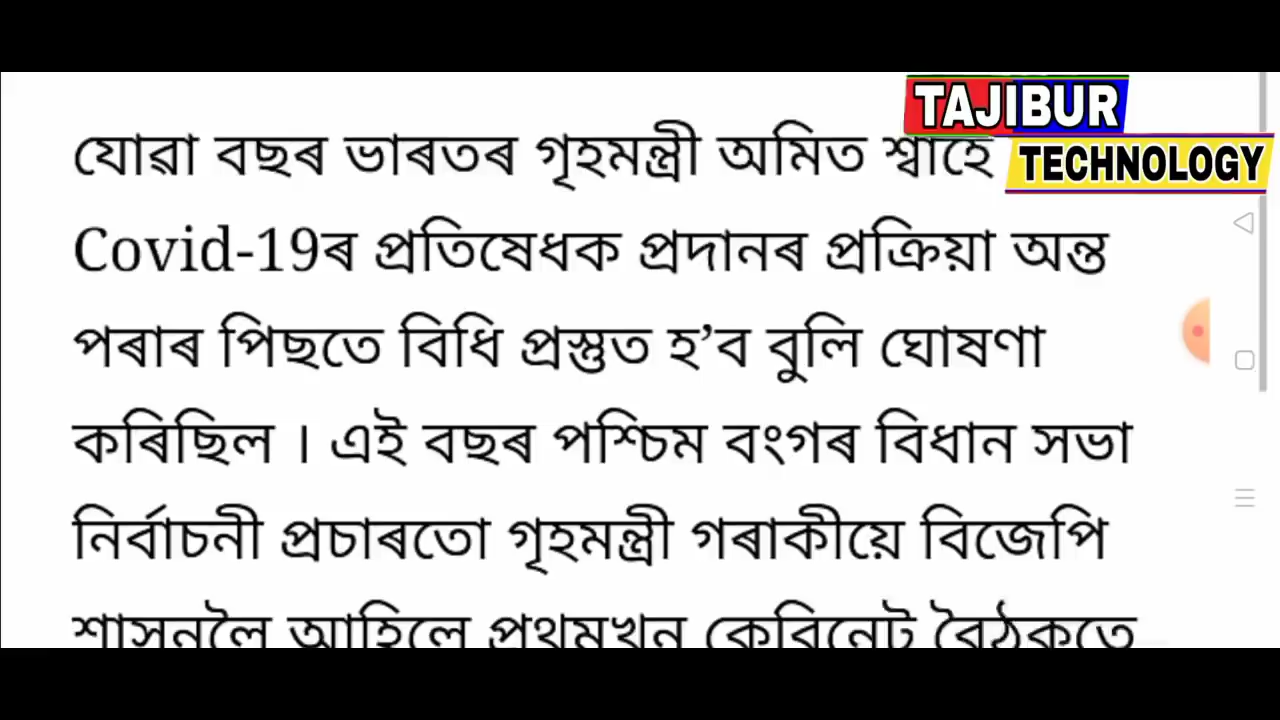 TAJIBUR
TECHNOLOGY
যোৱা বছৰ ভাৰতৰ গৃহমন্ত্ৰী অমিত শ্বাহে
Covid-19ৰ প্ৰতিষেধক প্ৰদানৰ প্ৰক্ৰিয়া অন্ত
পৰাৰ পিছতে বিধি প্ৰস্তুত হ’ব বুলি ঘোষণা
কৰিছিল । এই বছৰ পশ্চিম বংগৰ বিধান সভা
নিৰ্বাচনী প্ৰচাৰতো গৃহমন্ত্ৰী গৰাকীয়ে বিজেপি
শাসনলৈ আহিলে প্ৰথমখন কেবিনেট বৈঠকতে